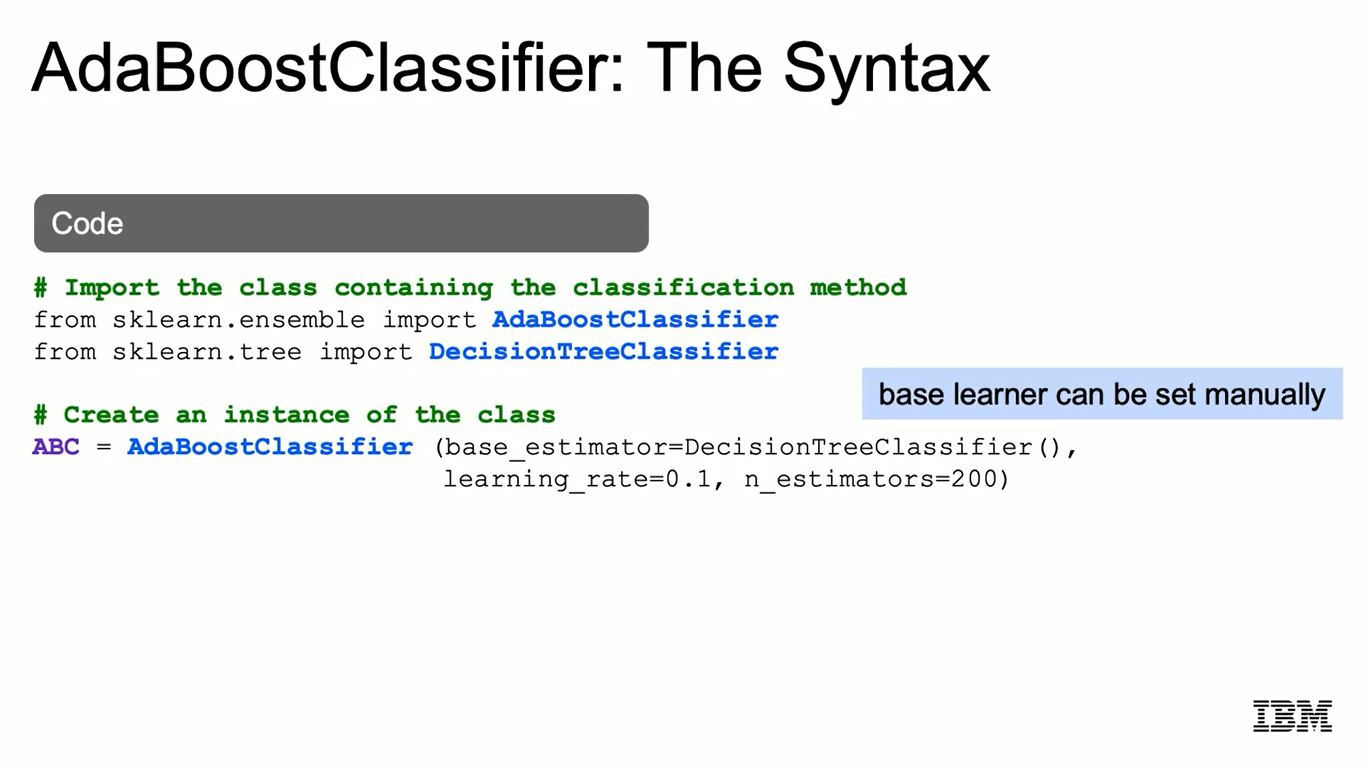 AdaBoostClassifier: The Syntax
Code
# Import the class containing the classification method
from sklearn.ensemble import AdaBoostClassifier
from sklearn.tree import DecisionTreeClassifier
base learner can be set manually
# Create an instance of the class
ABC = AdaBoostClassifier (base_estimator=DecisionTreeClassifier(),
learning_rate=0.1, n_estimators=200)
IBM